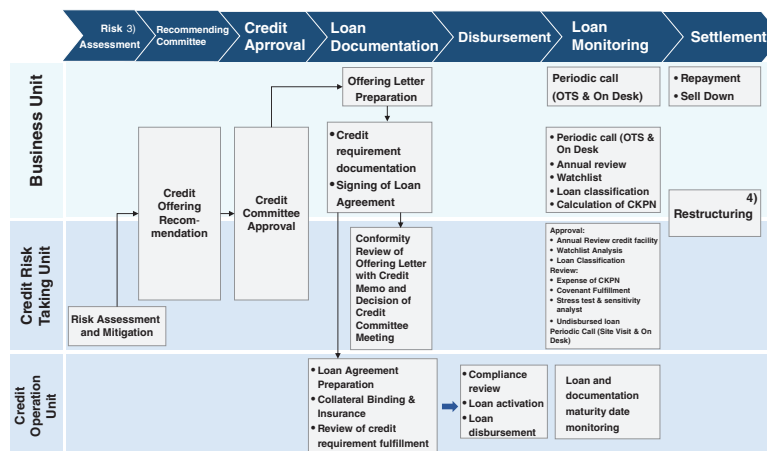 Risk 3)
Assessment
Recommending
Committee
Credit
Aproval
Loan
Documentation
Disbursement
Loan
Monitoring
Settlement
Business Unit
Offering Letter
Preparation
Periodic call
(OTS & On Desk)
• Repayment
• Sell Down
Credit
Offering
Recom-
mendation
Credit
Committee
Approval
• Credit
requirement
documentation
• Signing of Loan
Agreement
• Periodic call (OTS &
On Desk
• Annual review
• Watchlist
• Loan classification
• Calculation of CKPN
4)
Restructuring
Credit Risk
Taking Unit
Risk Assessment
and Mitigation
Conformity
Review of
Offering Letter
with Credit
Memo and
Decision of
Credit
Committee
Meeting
Approval:
• Annual Review credit facility
• Watchlist Analysis
• Loan Classification
Review:
• Expense of CKPN
• Covenant Fulfillment
• Stress test & sensitivity
analyst
• Undisbursed loan
Periodic Call (Site Visit & On
Desk)
Credit
Operation
Unit
• Loan Agreement
Preparation
• Collateral Binding &
Insurance
• Review of credit
requirement fulfillment
• Compliance
review
• Loan activation
• Loan
disbursement
Loan and
documentation
maturity date
monitoring